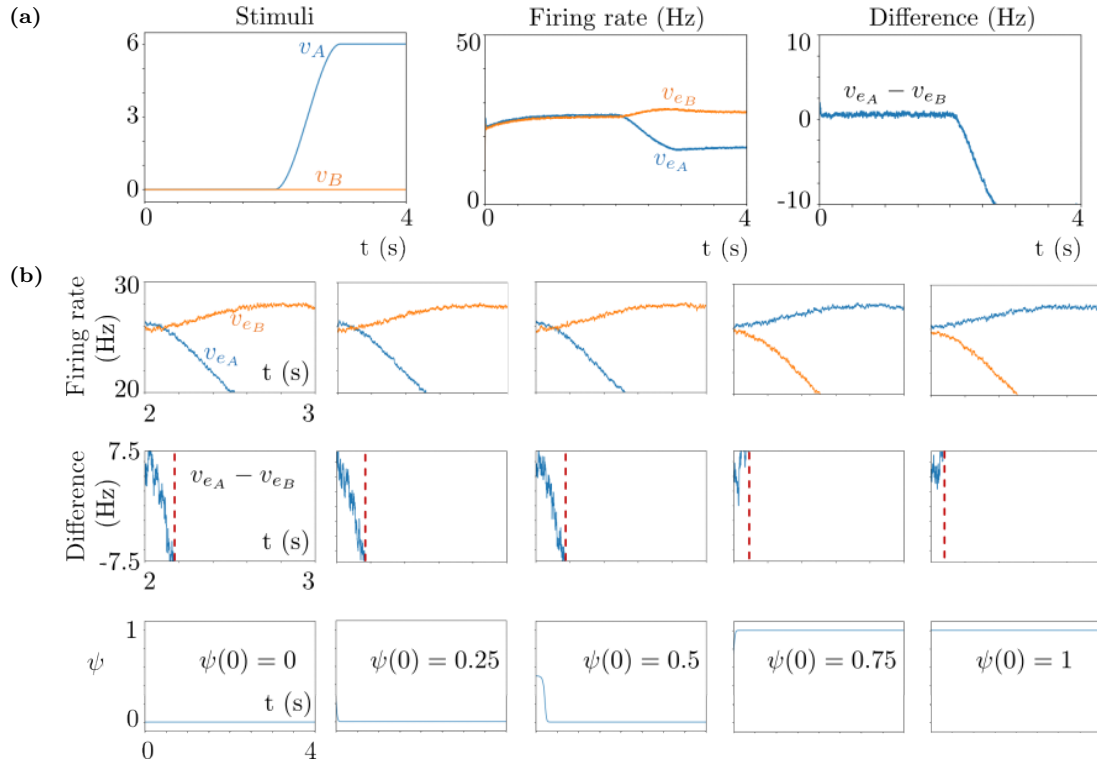 (a)
Stimuli
Firing rate (Hz)
Difference (Hz)
6
3
0
v_A
v_B
0
4
t (s)
50
0
v_{e_B}
v_{e_A}
0
4
t (s)
10
0
-10
v_{e_A} − v_{e_B}
0
4
t (s)
(b)
Firing rate
(Hz)
30
20
v_{e_B}
v_{e_A}
t (s)
2
3
Difference
(Hz)
7.5
-7.5
v_{e_A} − v_{e_B}
t (s)
2
3
ψ
1
0
ψ(0) = 0
t (s)
0
4
ψ(0) = 0.25
ψ(0) = 0.5
ψ(0) = 0.75
ψ(0) = 1